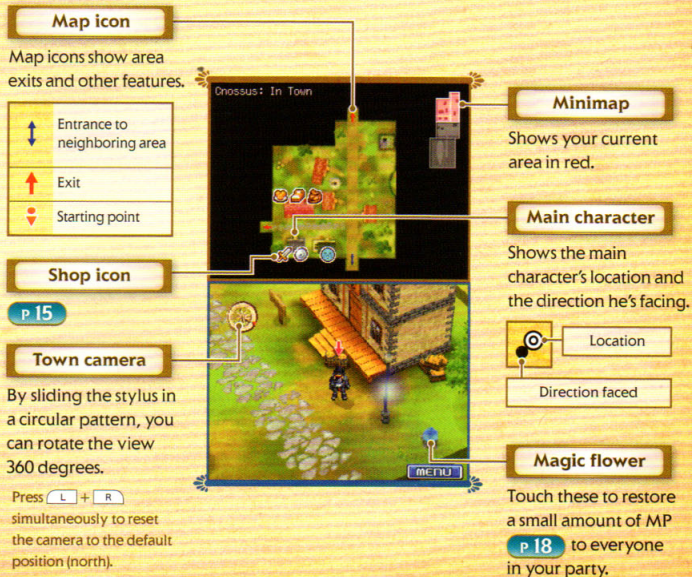 Map icon
Map icons show area
exits and other features.
Entrance to
neighboring area
Exit
Starting point
Shop icon
P 15
Town camera
By sliding the stylus in
a circular pattern, you
can rotate the view
360 degrees.
Press L + R
simultaneously to reset
the camera to the default
position (north).
Cnossus: In Town
MENU
Minimap
Shows your current
area in red.
Main character
Shows the main
character's location and
the direction he's facing.
Location
Direction faced
Magic flower
Touch these to restore
a small amount of MP
P 18 to everyone
in your party.